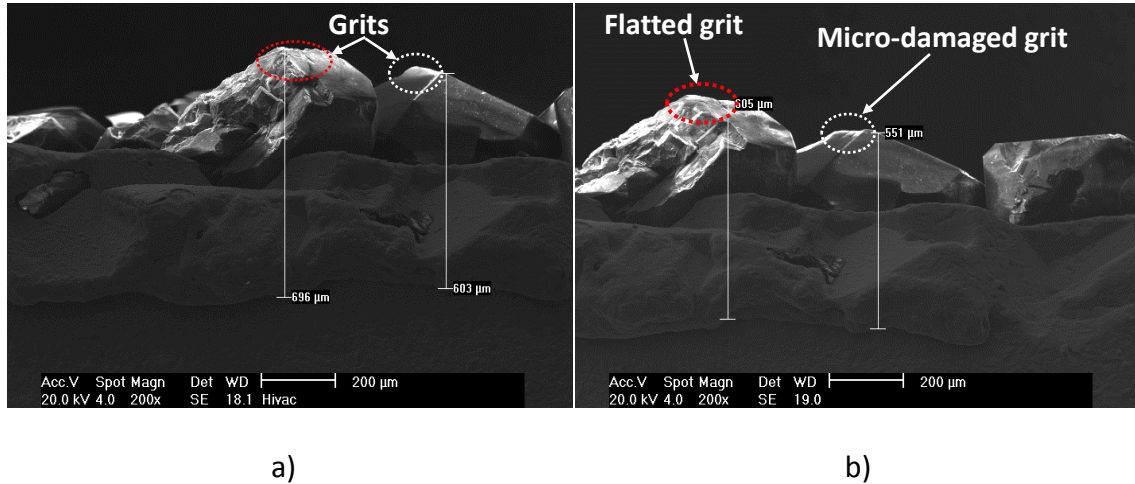 Grits
696 µm
603 µm
Acc.V Spot Magn Det WD 200 µm
20.0 kV 4.0 200x SE 18.1 Hivac
a)
Flatted grit
Micro-damaged grit
605 µm
551 µm
Acc.V Spot Magn Det WD 200 µm
20.0 kV 4.0 200x SE 19.0
b)